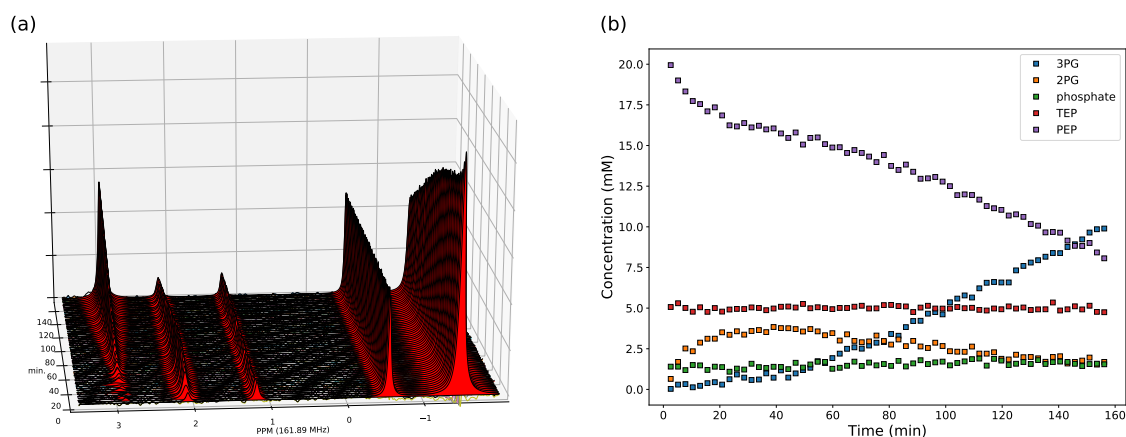 (a)
140
120
100
80
min.
60
40
20
0
3
2
1
0
−1
PPM (161.89 MHz)
(b)
20.0
17.5
15.0
12.5
10.0
7.5
5.0
2.5
0.0
Concentration (mM)
3PG
2PG
phosphate
TEP
PEP
0
20
40
60
80
100
120
140
160
Time (min)